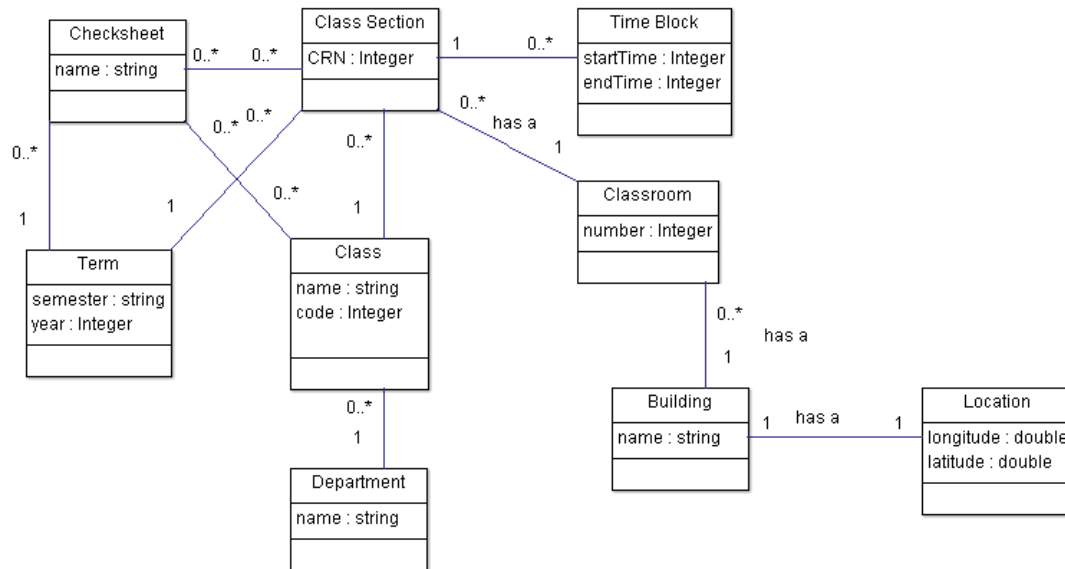 Checksheet
name : string
Class Section
CRN : Integer
Time Block
startTime : Integer
endTime : Integer
0..*
0..*
1
0..*
0..*
has a
1
0..*
0..*
0..*
1
0..*
1
0..*
1
0..*
Classroom
number : Integer
Term
semester : string
year : Integer
Class
name : string
code : Integer
0..*
has a
1
0..*
1
Building
name : string
1
has a
1
Location
longitude : double
latitude : double
Department
name : string